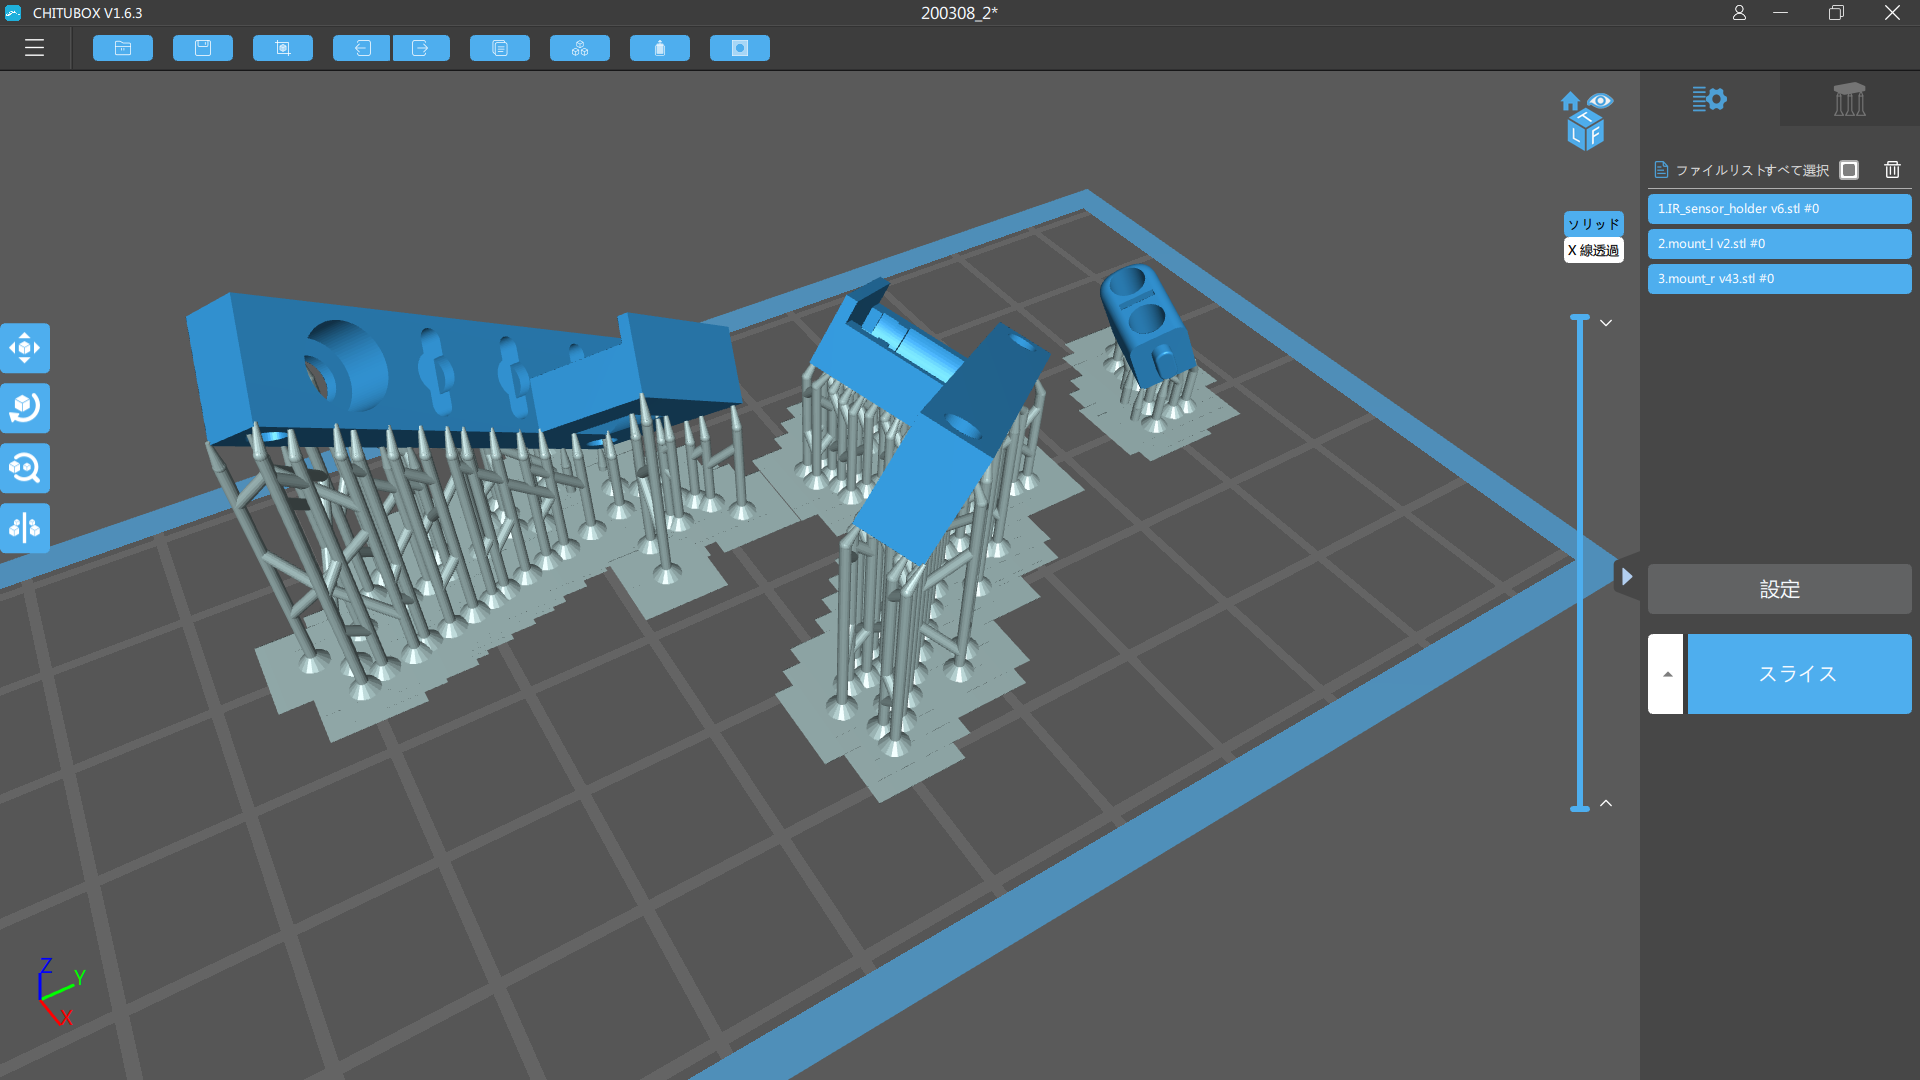 CHITUBOX V1.6.3
200308_2*
T
L F
ソリッド
X 線透過
ファイルリスト すべて選択
1.IR_sensor_holder v6.stl #0
2.mount_l v2.stl #0
3.mount_r v43.stl #0
設定
スライス
Z
Y
X